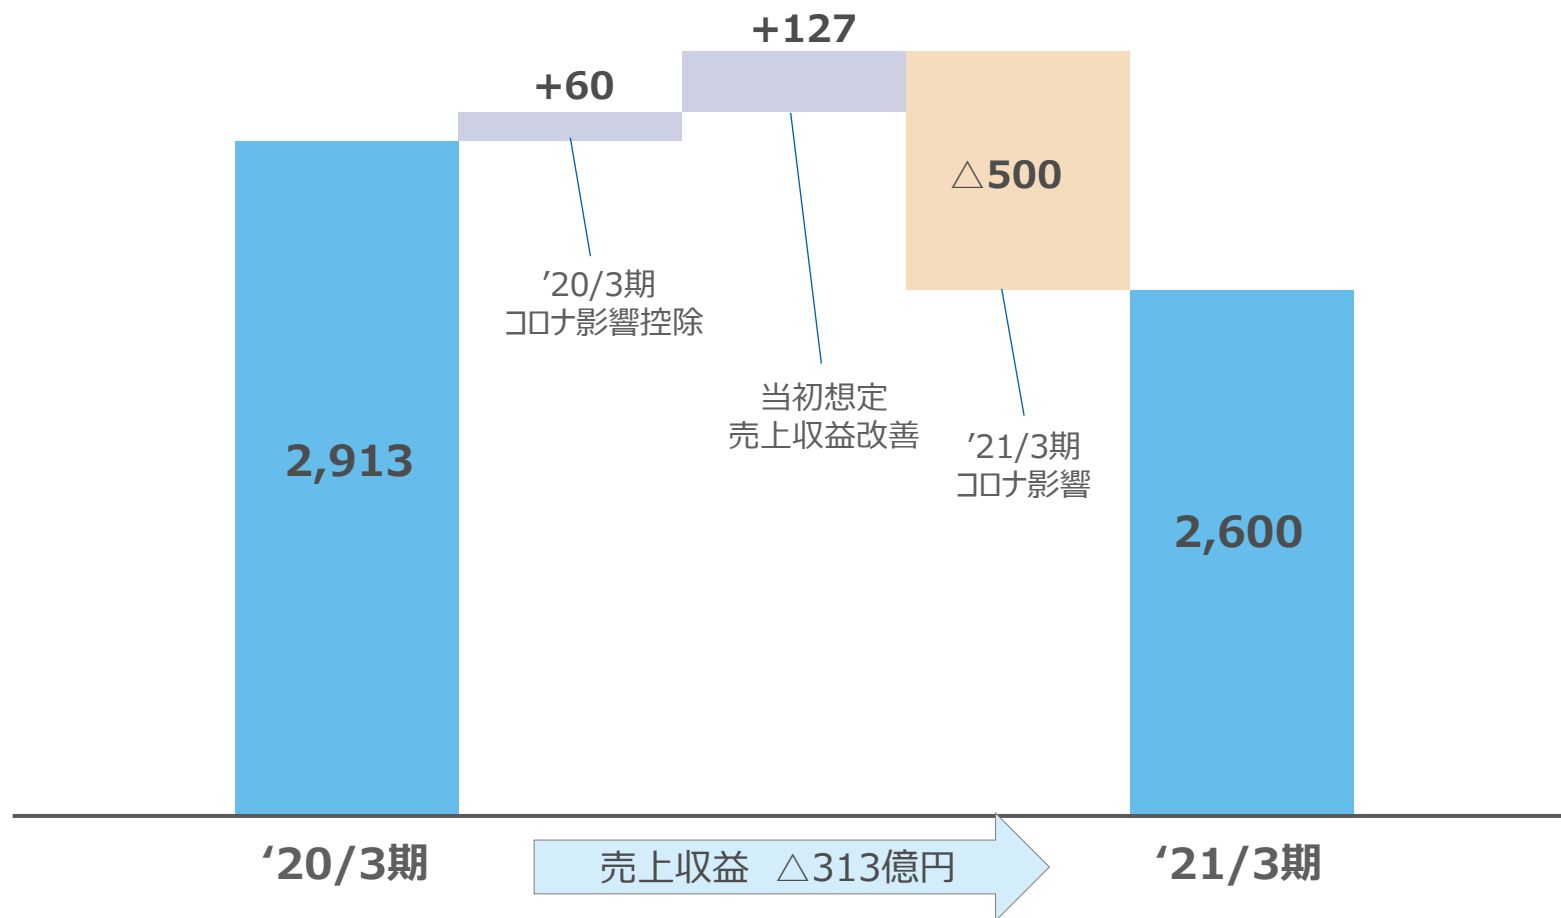 +127
+60
△500
’20/3期
コロナ影響控除
当初想定
売上収益改善
’21/3期
コロナ影響
2,913
2,600
‘20/3期
売上収益 △313億円
‘21/3期